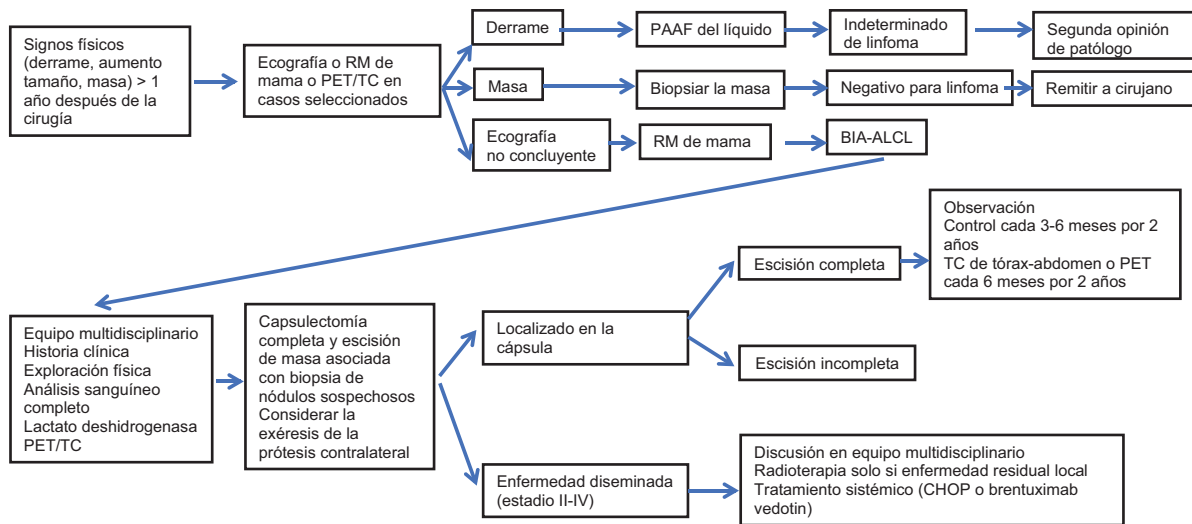 Signos físicos
(derrame, aumento
tamaño, masa) > 1
año después de la
cirugía
Ecografía o RM de
mama o PET/TC en
casos seleccionados
Derrame
PAAF del líquido
Indeterminado
de linfoma
Segunda opinión
de patólogo
Masa
Biopsiar la masa
Negativo para linfoma
Remitir a cirujano
Ecografía
no concluyente
RM de mama
BIA-ALCL
Equipo multidisciplinario
Historia clínica
Exploración física
Análisis sanguíneo
completo
Lactato deshidrogenasa
PET/TC
Capsulectomía
completa y escisión
de masa asociada
con biopsia de
nódulos sospechosos
Considerar la
exéresis de la
prótesis contralateral
Localizado en la
cápsula
Escisión completa
Observación
Control cada 3-6 meses por 2
años
TC de tórax-abdomen o PET
cada 6 meses por 2 años
Escisión incompleta
Enfermedad diseminada
(estadio II-IV)
Discusión en equipo multidisciplinario
Radioterapia solo si enfermedad residual local
Tratamiento sistémico (CHOP o brentuximab
vedotin)